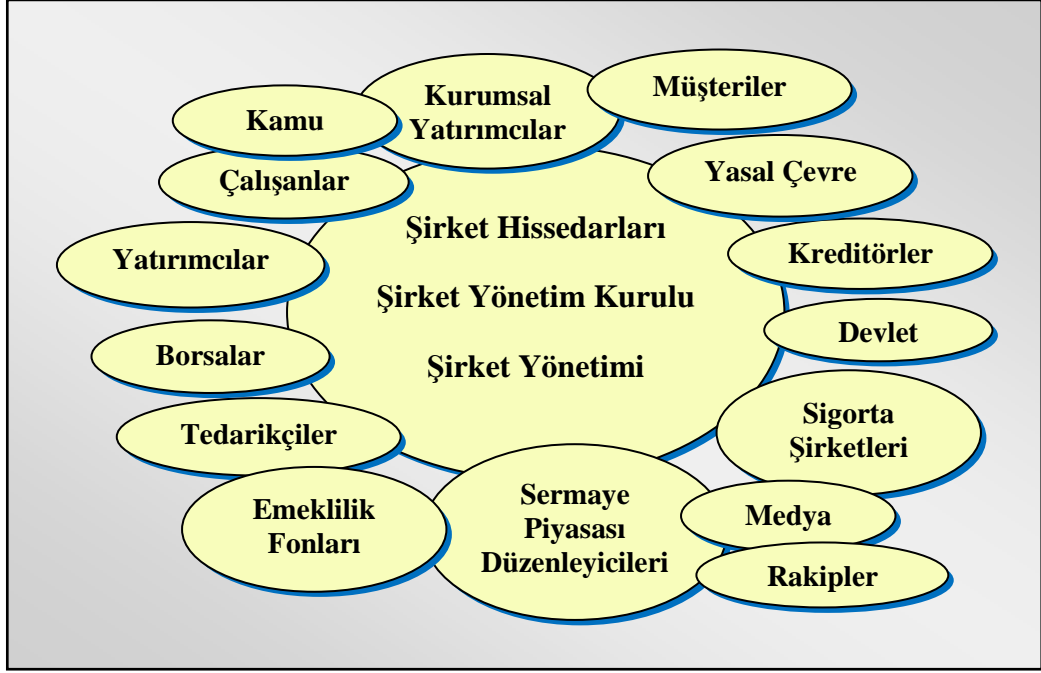 Kamu
Kurumsal
Yatırımcılar
Müşteriler
Çalışanlar
Yasal Çevre
Şirket Hissedarları
Yatırımcılar
Kreditörler
Şirket Yönetim Kurulu
Borsalar
Devlet
Şirket Yönetimi
Tedarikçiler
Sigorta
Şirketleri
Emeklilik
Fonları
Sermaye
Piyasası
Düzenleyicileri
Medya
Rakipler